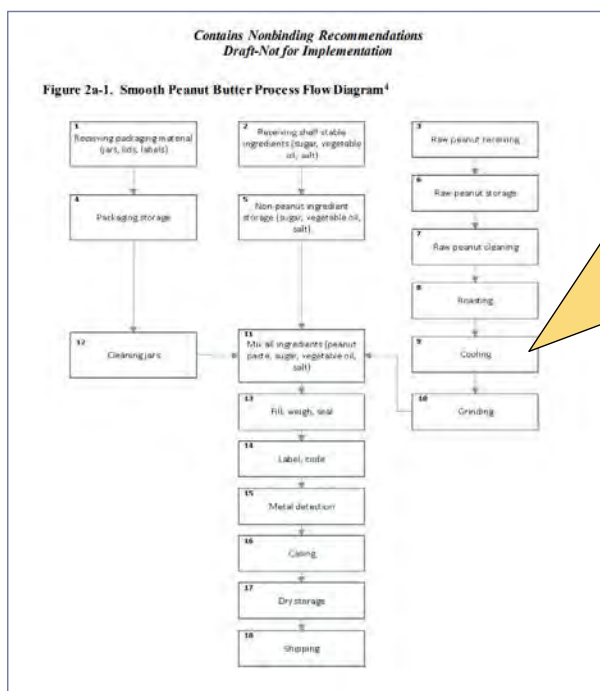 Contains Nonbinding Recommendations
Draft-Not for Implementation
Figure 2a-1. Smooth Peanut Butter Process Flow Diagram4
1
Receiving packaging material
(jars, lids, labels)
2
Receiving shelf stable
ingredients (sugar, vegetable
oil, salt)
3
Raw peanut receiving
4
Packaging storage
5
Non-peanut ingredient
storage (sugar, vegetable oil,
salt)
6
Raw peanut storage
7
Raw peanut cleaning
8
Roasting
9
Cooling
10
Grinding
12
Cleaning jars
11
Mix all ingredients (peanut
paste, sugar, vegetable oil,
salt)
13
Fill, weigh, seal
14
Label, code
15
Metal detection
16
Casing
17
Dry storage
18
Shipping